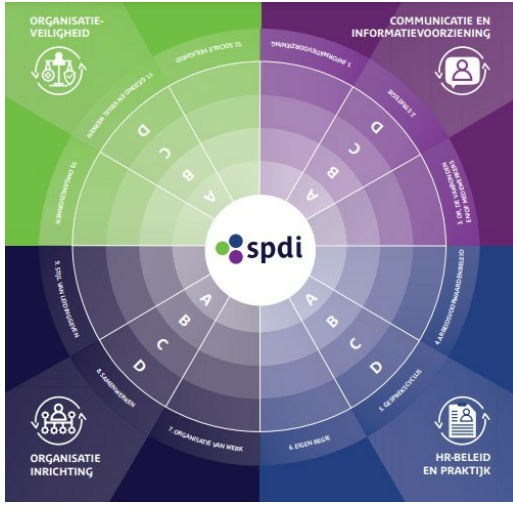 ORGANISATIE-
VEILIGHEID
COMMUNICATIE EN
INFORMATIEVOORZIENING
12. SOCIALE VEILIGHEID
1. INFORMATIEVOORZIENING
11. GEZOND EN VEILIG WERKEN
2. STRATEGIE
10. OMGANGSVORMEN
3. OR, DE VAKBONDEN
EN/OF MEDEWERKERS
D
C
B
A
D
C
B
A
spdi
9. STIJL VAN LEIDINGGEVEN
4. ARBEIDSVOORWAARDENBELEID
A
B
C
D
A
B
C
D
8. SAMENWERKEN
5. GESPREKSCYCLUS
7. ORGANISATIE VAN WERK
6. EIGEN REGIE
ORGANISATIE
INRICHTING
HR-BELEID
EN PRAKTIJK